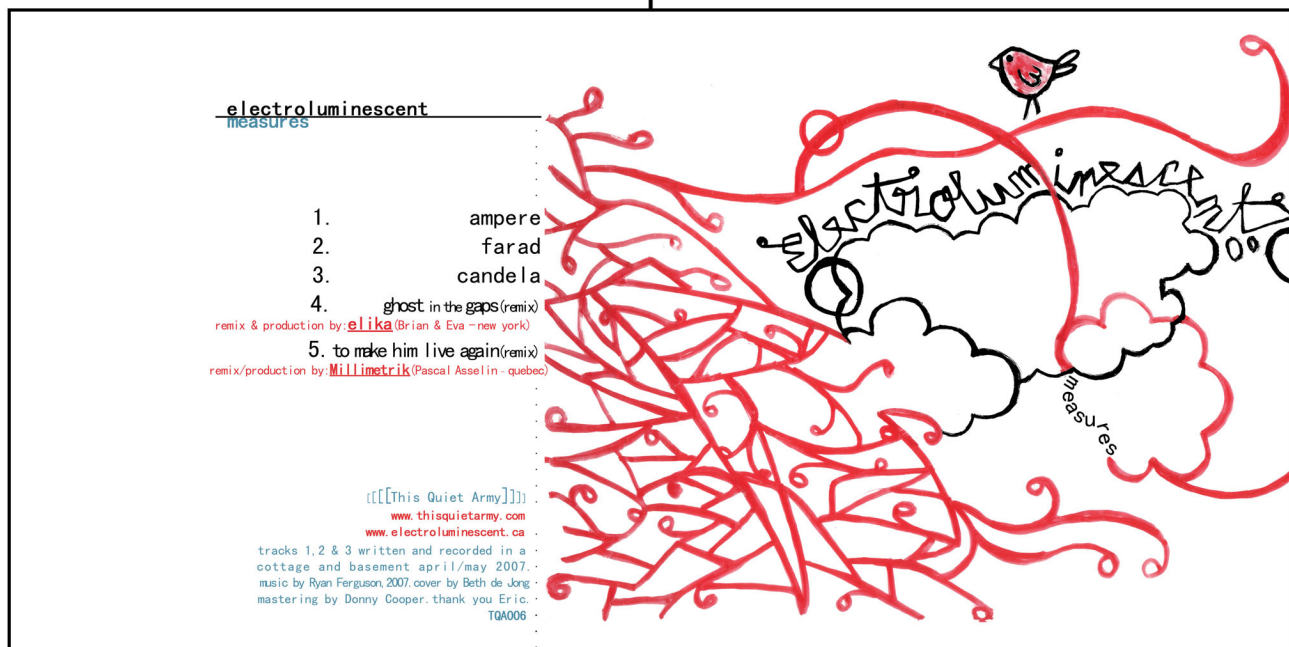 electroluminescent
measures
1. ampere
2. farad
3. candela
4. ghost in the gaps (remix)
remix & production by: elika (Brian & Eva - new york)
5. to make him live again (remix)
remix/production by: Millimetrik (Pascal Asselin - quebec)
[[[[This Quiet Army]]]]
www.thisquietarmy.com
www.electroluminescent.ca
tracks 1,2 & 3 written and recorded in a
cottage and basement april/may 2007.
music by Ryan Ferguson, 2007. cover by Beth de Jong
mastering by Donny Cooper. thank you Eric.
TQA006
electroluminescent
measures